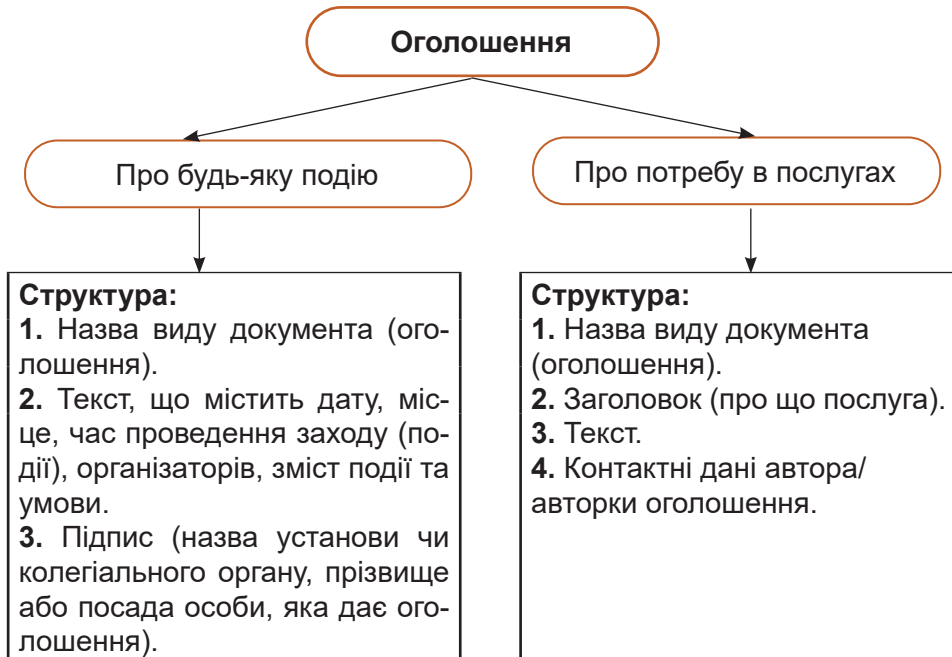 Оголошення
Про будь-яку подію
Про потребу в послугах
Структура:
1. Назва виду документа (ого-
лошення).
2. Текст, що містить дату, міс-
це, час проведення заходу (по-
дії), організаторів, зміст події та
умови.
3. Підпис (назва установи чи
колегіального органу, прізвище
або посада особи, яка дає ого-
лошення).
Структура:
1. Назва виду документа
(оголошення).
2. Заголовок (про що послуга).
3. Текст.
4. Контактні дані автора/
авторки оголошення.